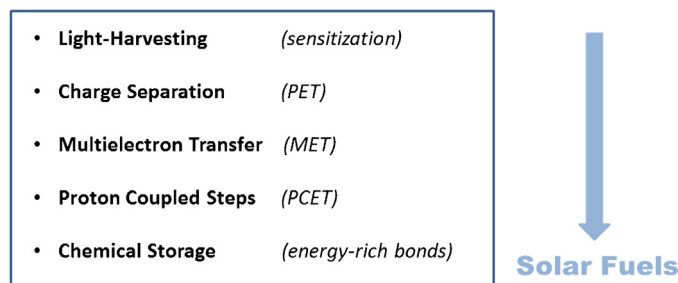 • Light-Harvesting (sensitization)
• Charge Separation (PET)
• Multielectron Transfer (MET)
• Proton Coupled Steps (PCET)
• Chemical Storage (energy-rich bonds)
Solar Fuels